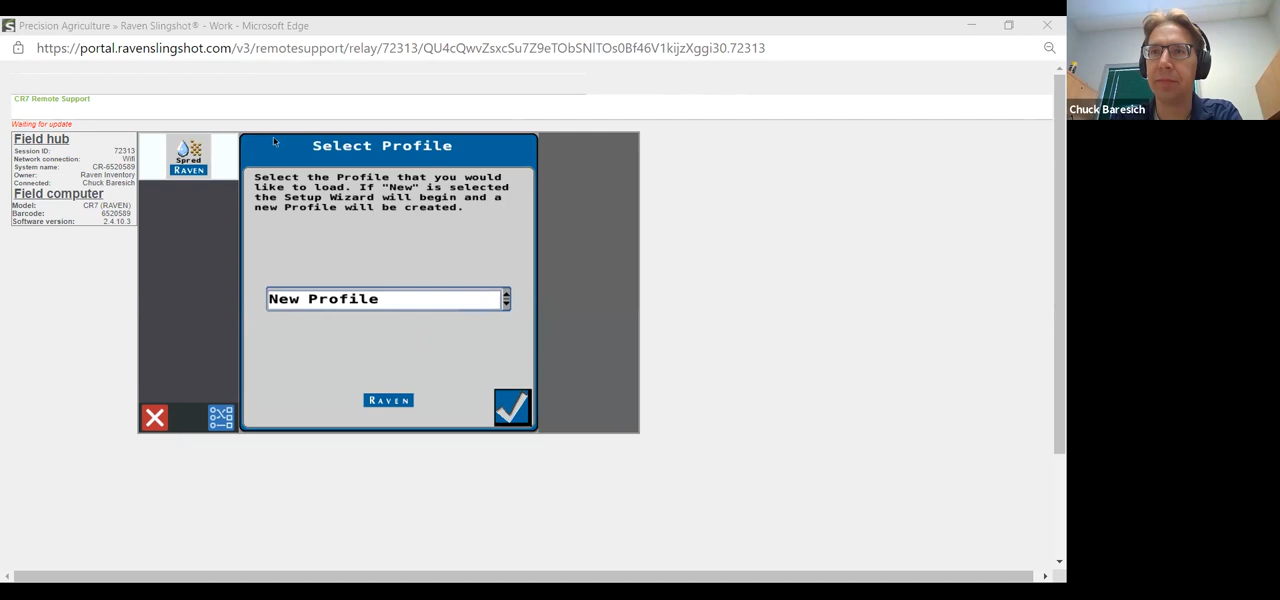 Precision Agriculture » Raven Slingshot® - Work - Microsoft Edge
https://portal.ravenslingshot.com/v3/remotesupport/relay/72313/QU4cQwvZsxcSu7Z9eTObSNlTOs0Bf46V1kijzXggi30.72313
CR7 Remote Support
Waiting for update
Field hub
Session ID: 72313
Network connection: Wifi
System name: CR-6520589
Owner: Raven Inventory
Connected: Chuck Baresich
Field computer
Model: CR7 (RAVEN)
Barcode: 6520589
Software version: 2.4.10.3
Spred
RAVEN
Select Profile
Select the Profile that you would
like to load. If "New" is selected
the Setup Wizard will begin and a
new Profile will be created.
New Profile
RAVEN
Chuck Baresich